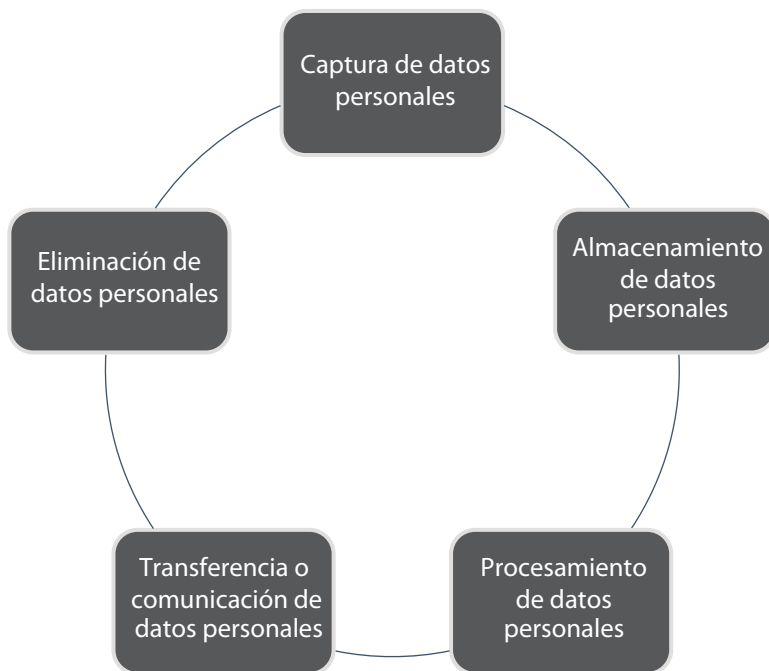 Captura de datos
personales
Almacenamiento
de datos
personales
Procesamiento
de datos
personales
Transferencia o
comunicación de
datos personales
Eliminación de
datos personales